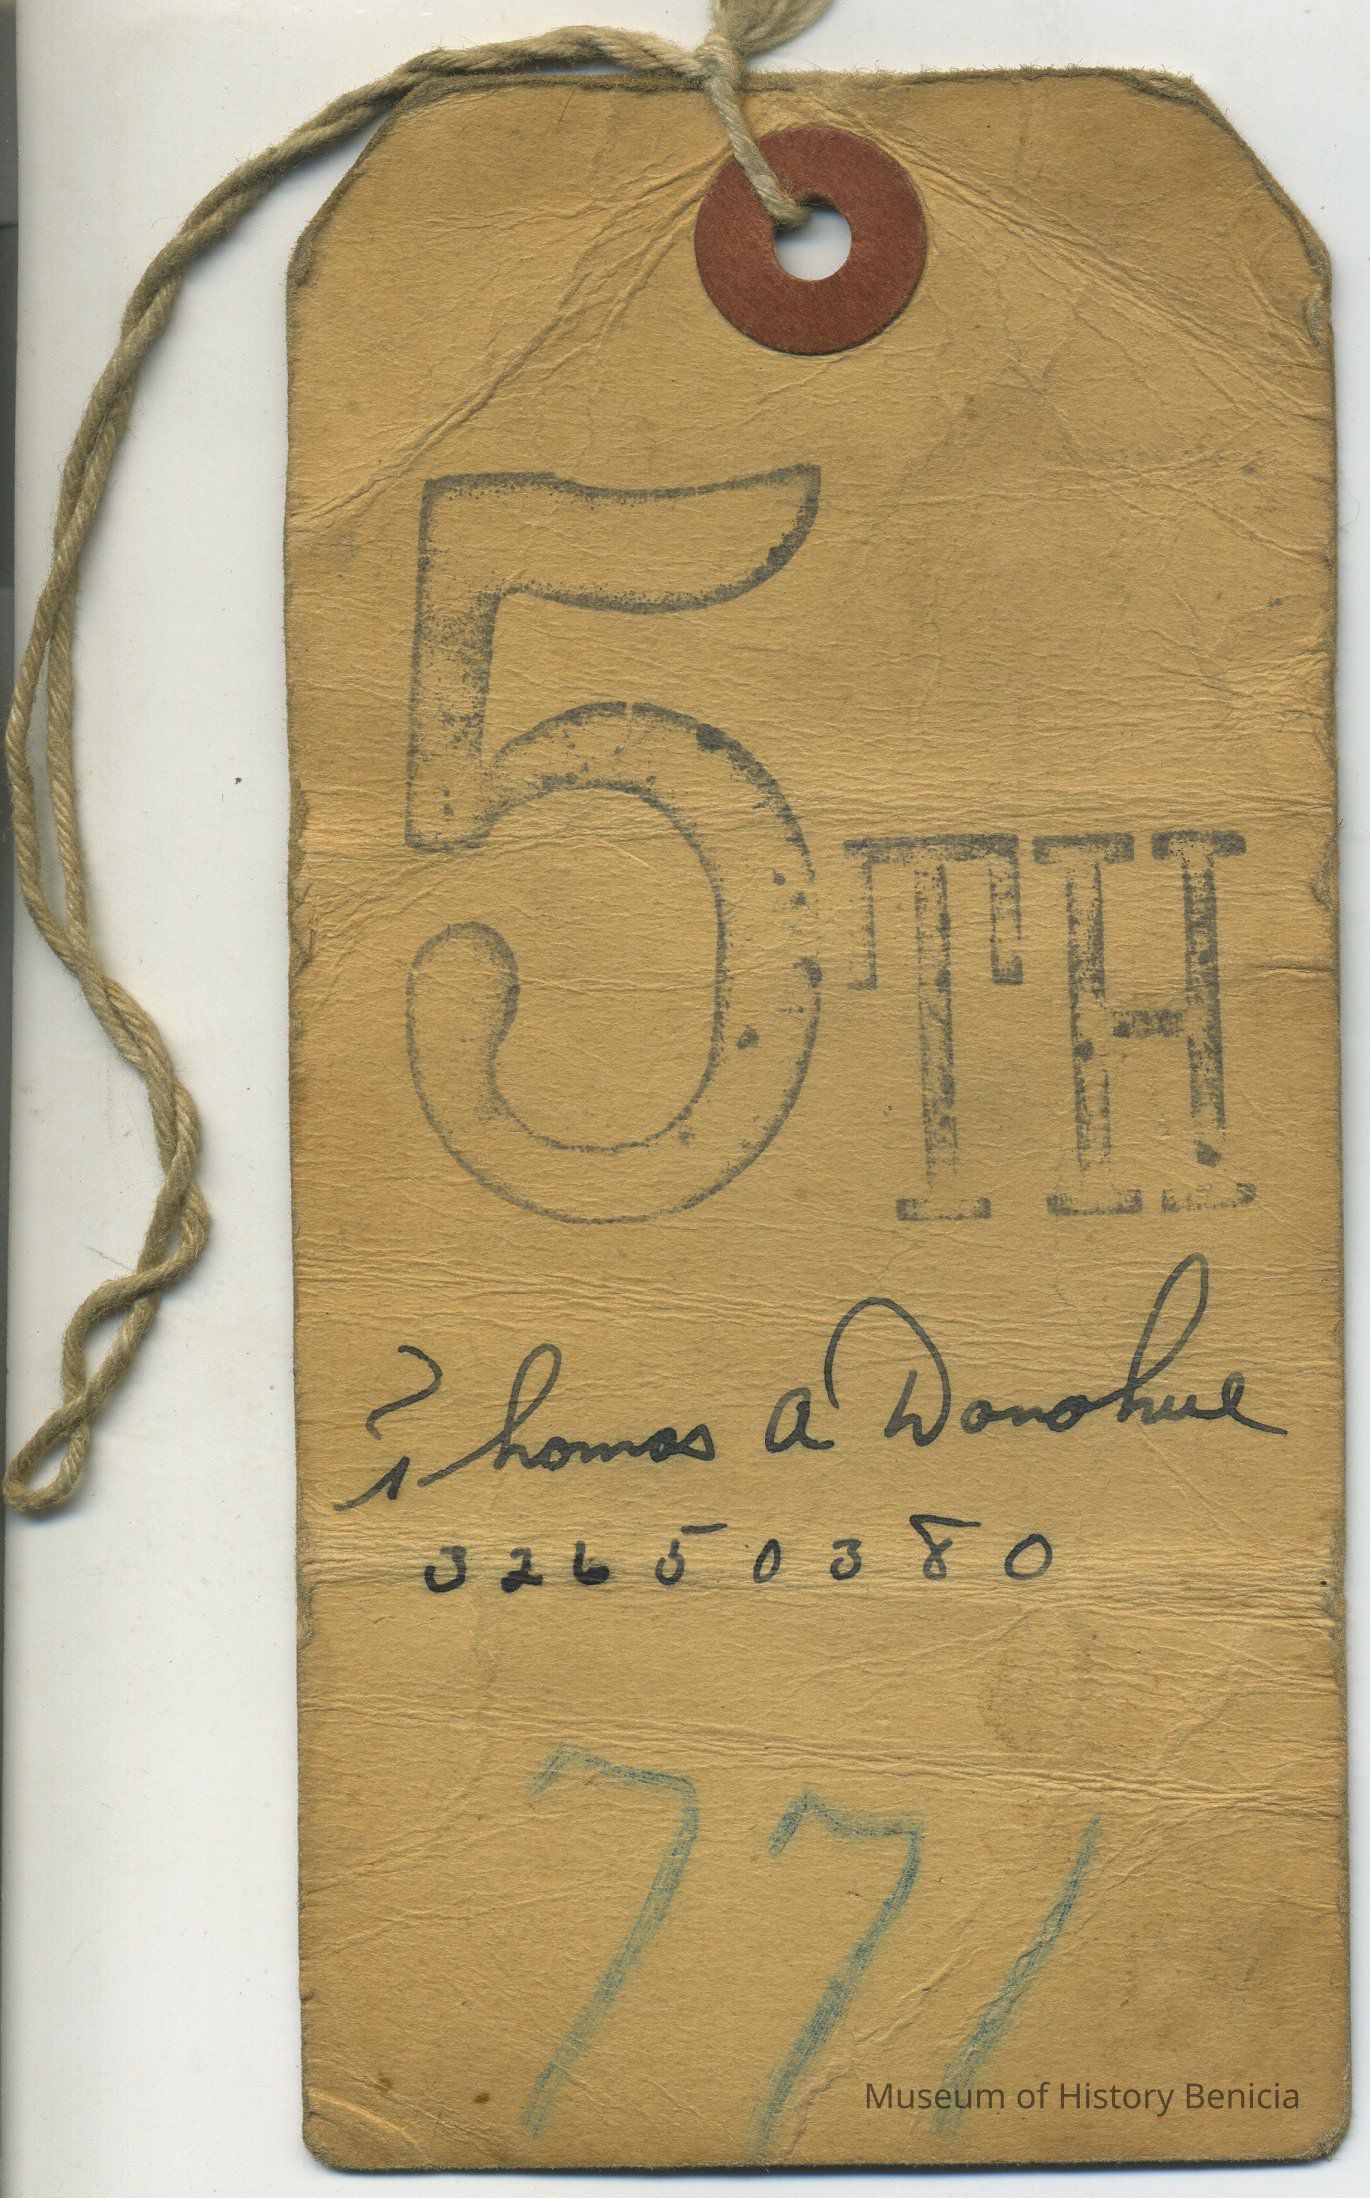 5TH
Thomas A Donohue
32650380
771
Museum of History Benicia